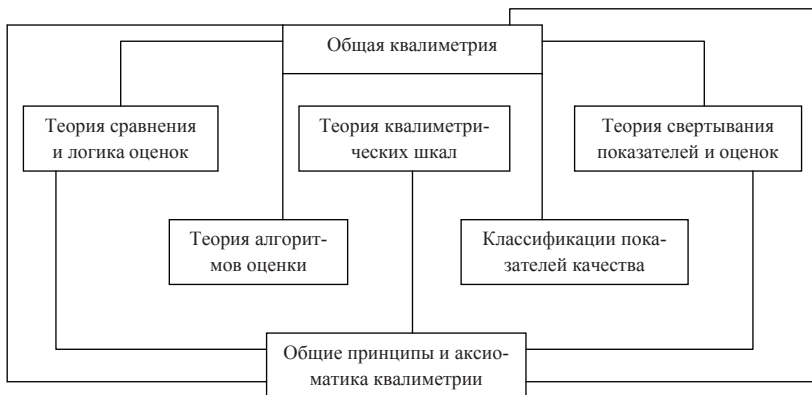 Общая квалиметрия
Теория сравнения
и логика оценок
Теория квалиметри-
ческих шкал
Теория свертывания
показателей и оценок
Теория алгорит-
мов оценки
Классификации пока-
зателей качества
Общие принципы и аксио-
матика квалиметрии